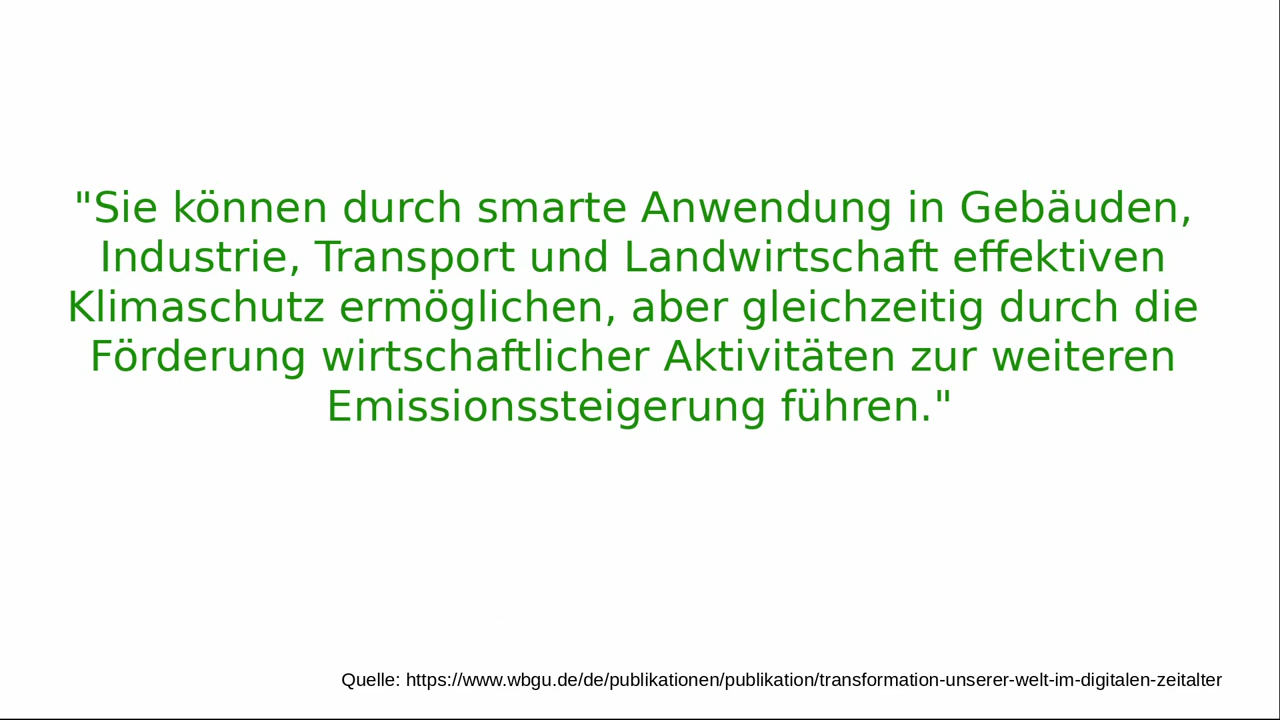 "Sie können durch smarte Anwendung in Gebäuden,
Industrie, Transport und Landwirtschaft effektiven
Klimaschutz ermöglichen, aber gleichzeitig durch die
Förderung wirtschaftlicher Aktivitäten zur weiteren
Emissionssteigerung führen."
Quelle: https://www.wbgu.de/de/publikationen/publikation/transformation-unserer-welt-im-digitalen-zeitalter